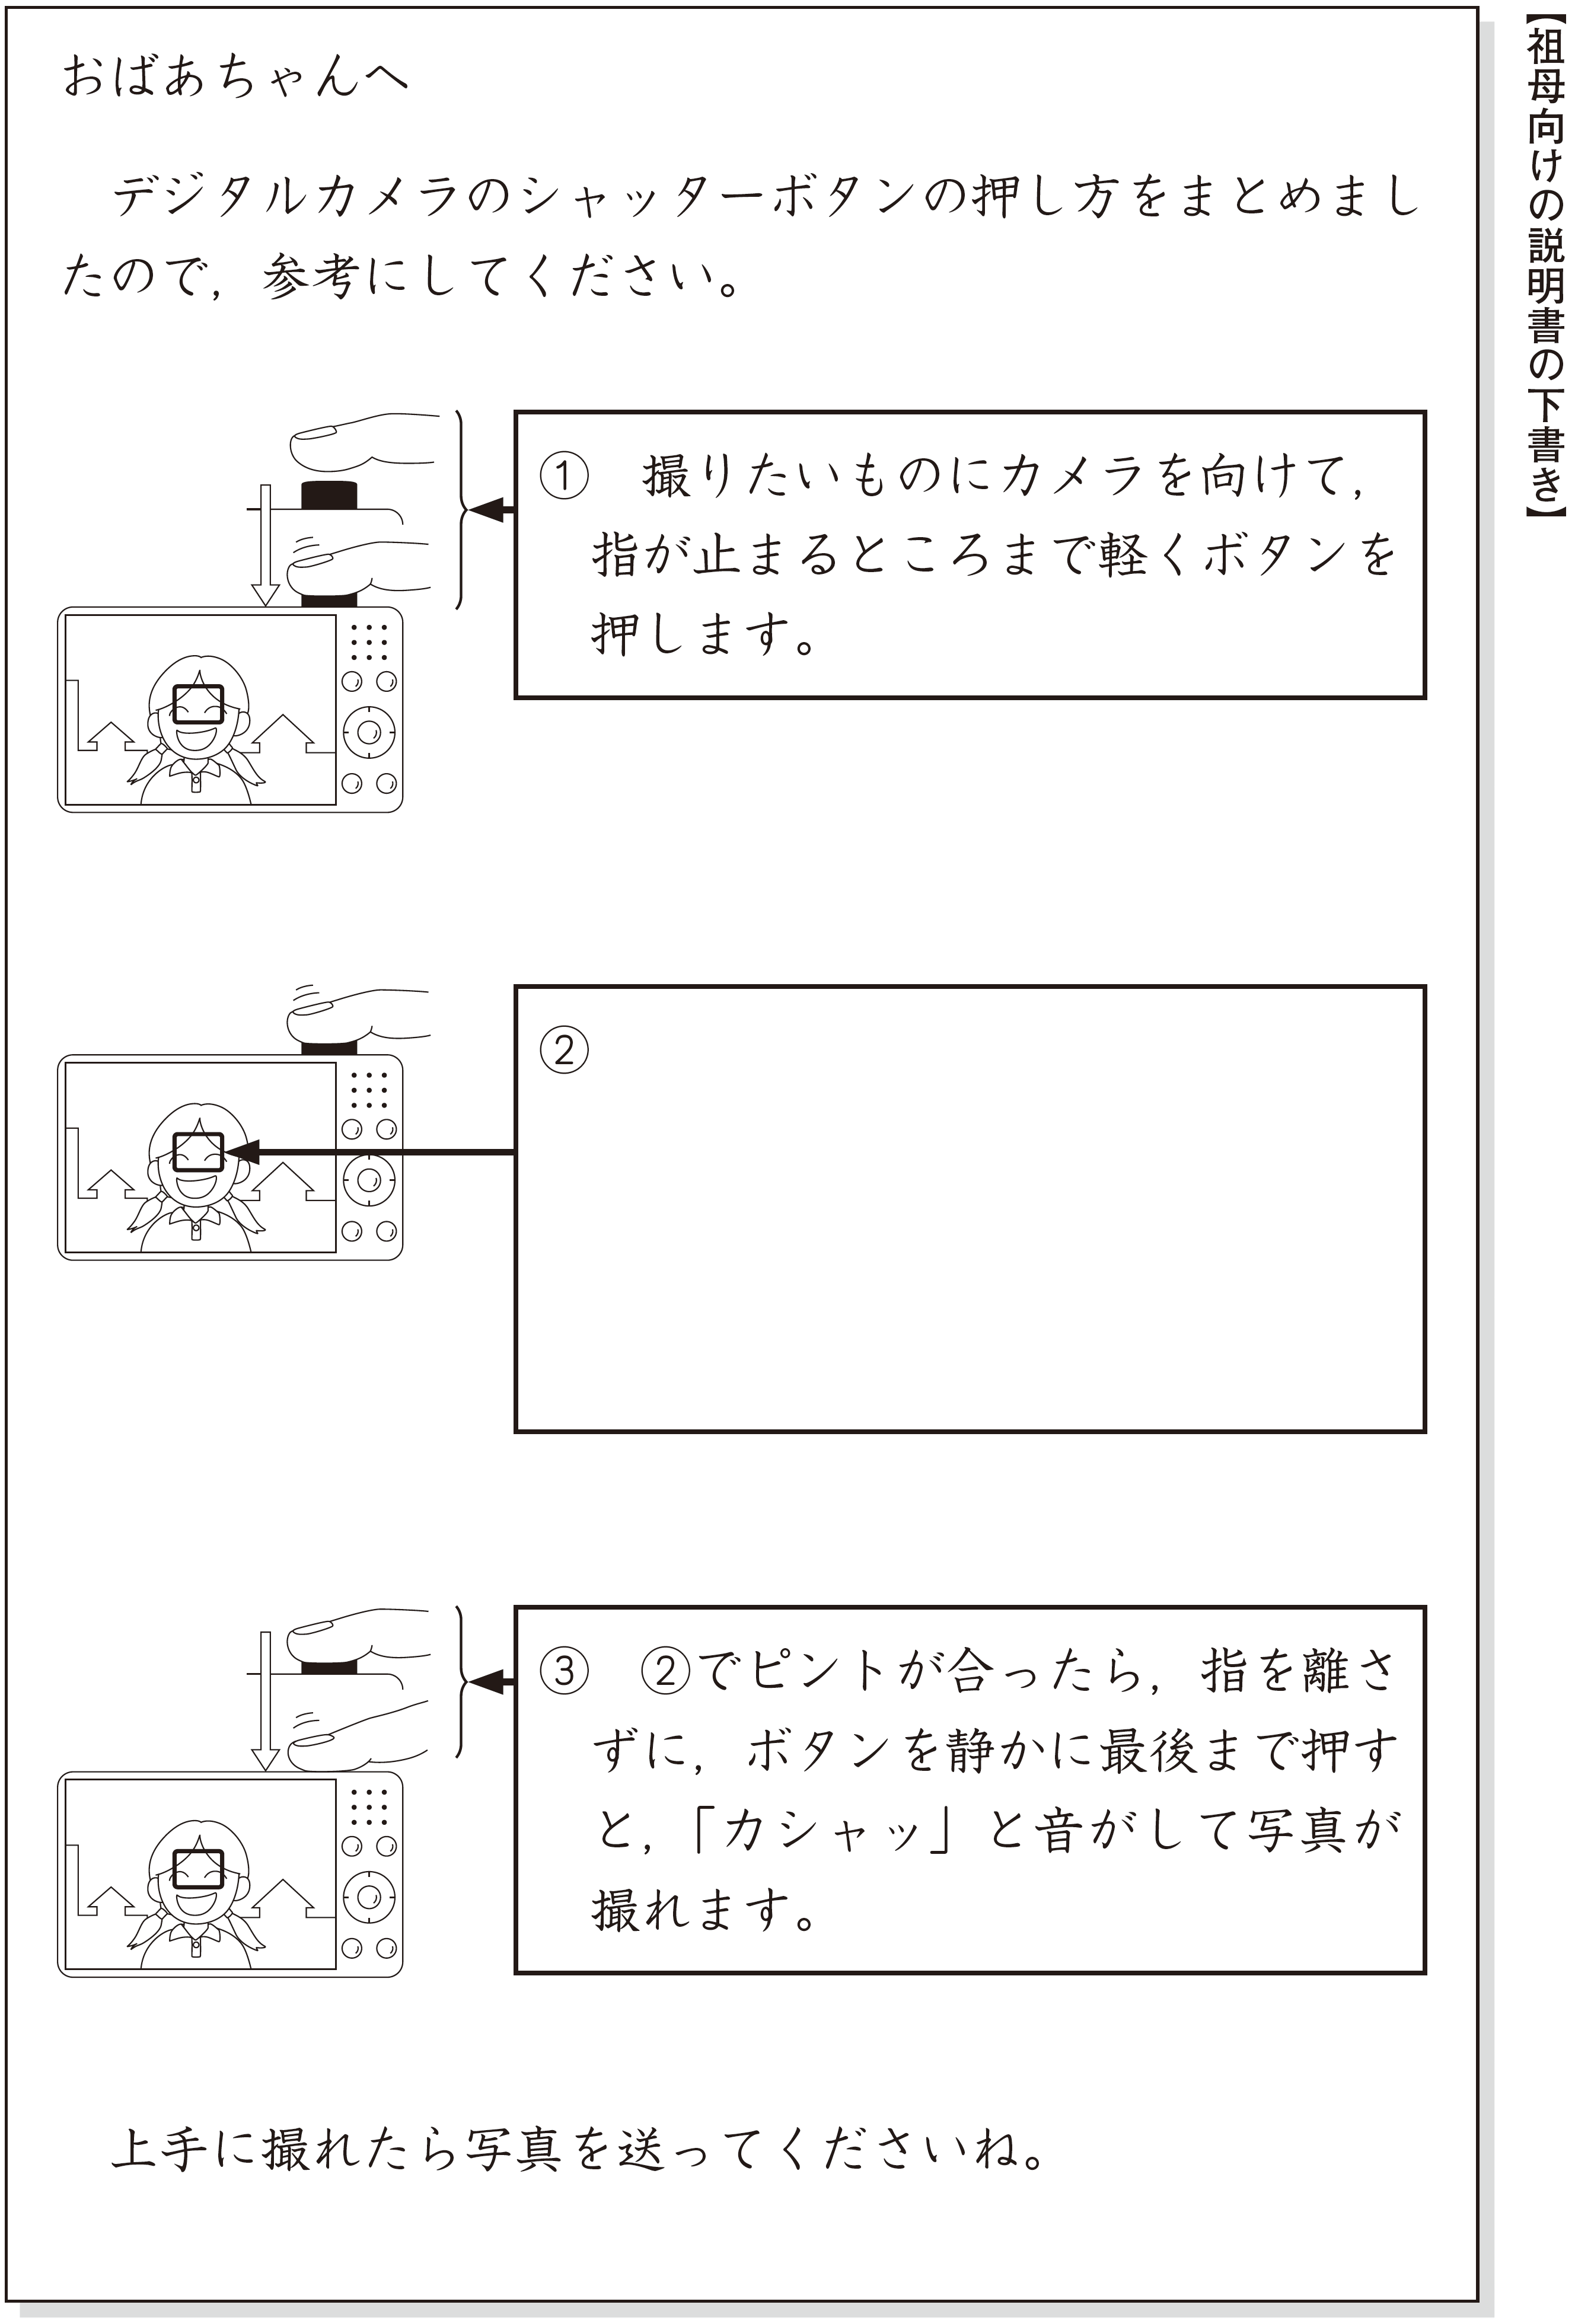 【祖母向けの説明書の下書き】
おばあちゃんへ
デジタルカメラのシャッターボタンの押し方をまとめまし
たので，参考にしてください。
① 撮りたいものにカメラを向けて，
指が止まるところまで軽くボタンを
押します。
②
③ ②でピントが合ったら，指を離さ
ずに，ボタンを静かに最後まで押す
と，「カシャッ」と音がして写真が
撮れます。
上手に撮れたら写真を送ってくださいね。